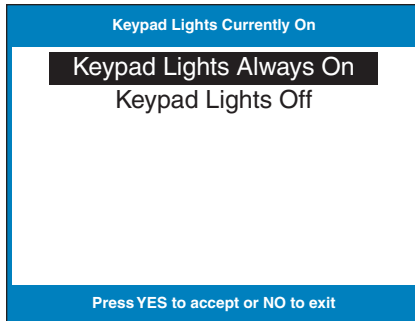 Keypad Lights Currently On
Keypad Lights Always On
Keypad Lights Off
Press YES to accept or NO to exit